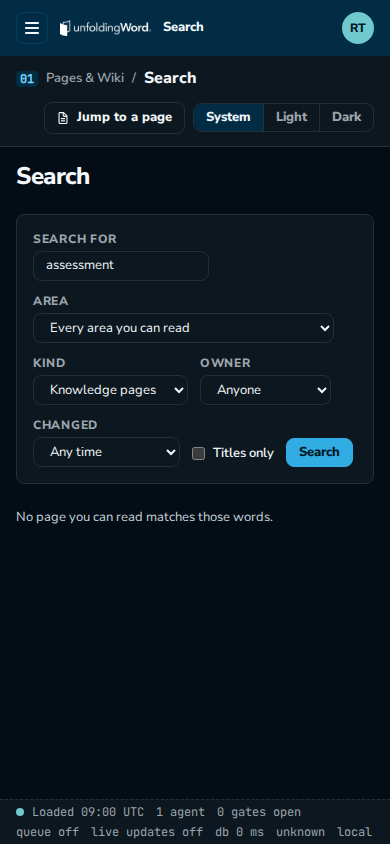 unfoldingWord. Search RT
01 Pages & Wiki / Search
Jump to a page System Light Dark
Search
SEARCH FOR
assessment
AREA
Every area you can read
KIND OWNER
Knowledge pages Anyone
CHANGED
Any time Titles only Search
No page you can read matches those words.
Loaded 09:00 UTC 1 agent 0 gates open
queue off live updates off db 0 ms unknown local